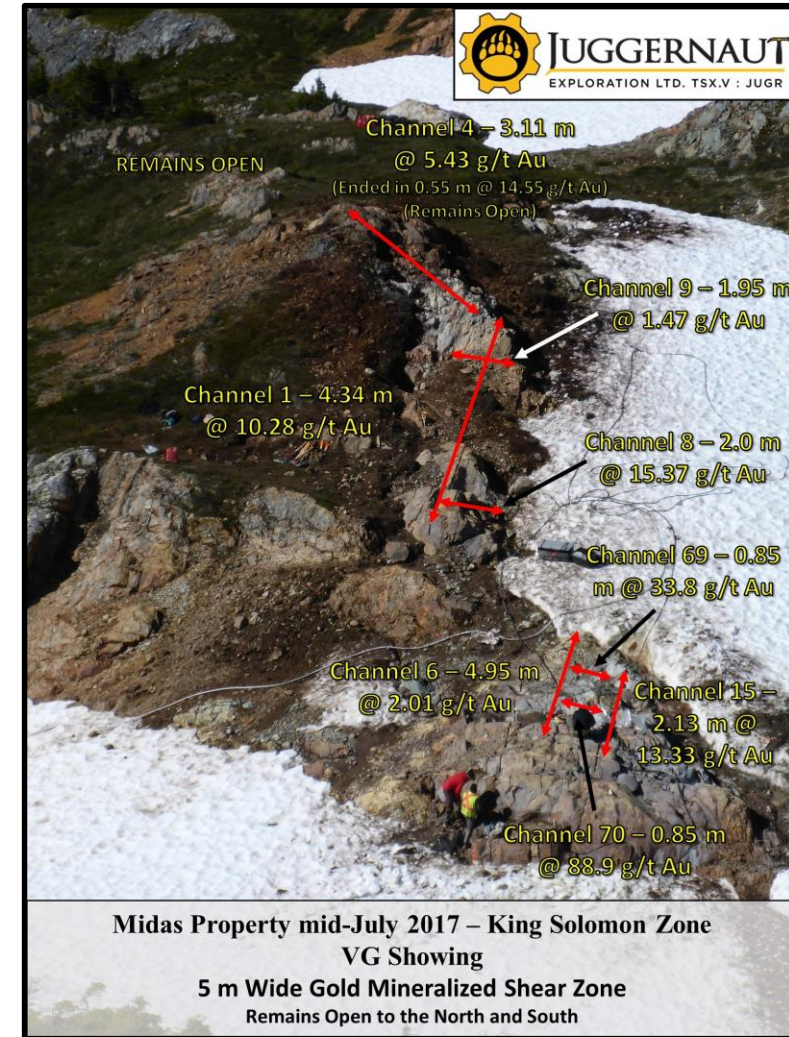 JUGGERNAUT
EXPLORATION LTD. TSX.V : JUGR
Channel 4 – 3.11 m
@ 5.43 g/t Au
(Ended in 0.55 m @ 14.55 g/t Au)
(Remains Open)
REMAINS OPEN
Channel 9 – 1.95 m
@ 1.47 g/t Au
Channel 1 – 4.34 m
@ 10.28 g/t Au
Channel 8 – 2.0 m
@ 15.37 g/t Au
Channel 69 – 0.85
m @ 33.8 g/t Au
Channel 6 – 4.95 m
@ 2.01 g/t Au
Channel 15 –
2.13 m @
13.33 g/t Au
Channel 70 – 0.85 m
@ 88.9 g/t Au
Midas Property mid-July 2017 – King Solomon Zone
VG Showing
5 m Wide Gold Mineralized Shear Zone
Remains Open to the North and South